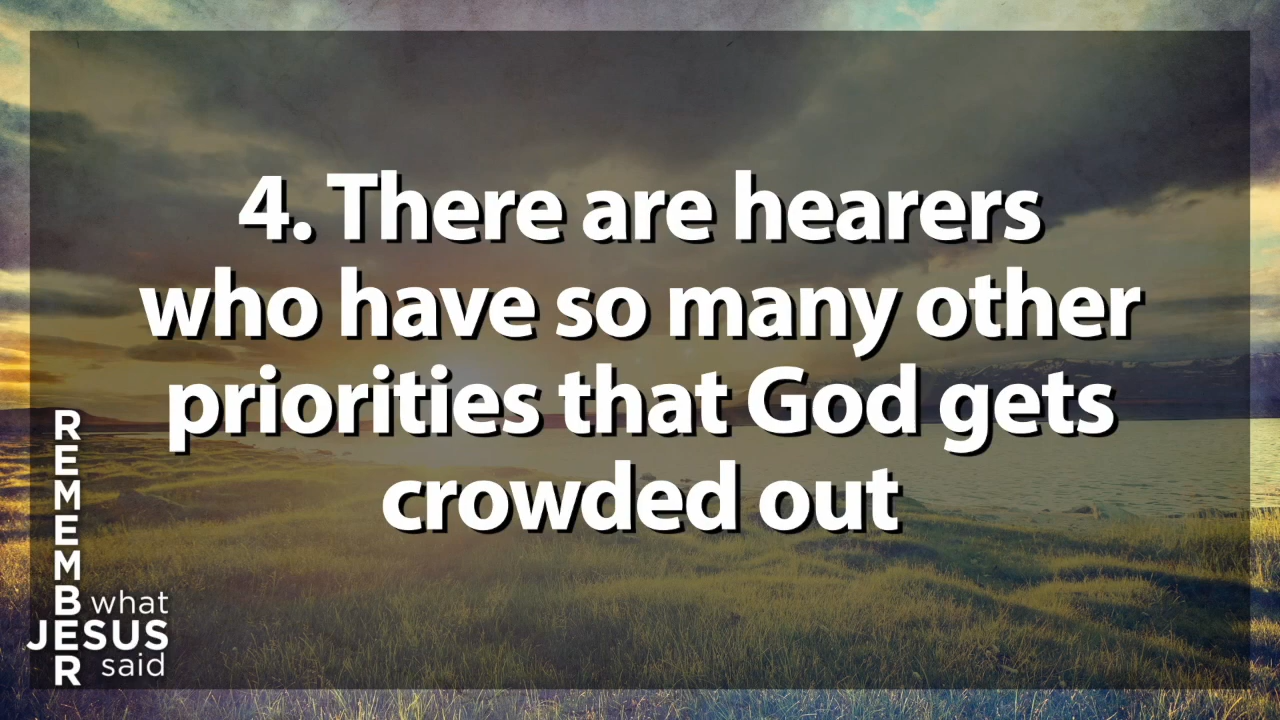 4. There are hearers
who have so many other
priorities that God gets
crowded out
REMEMBER
what
JESUS
said